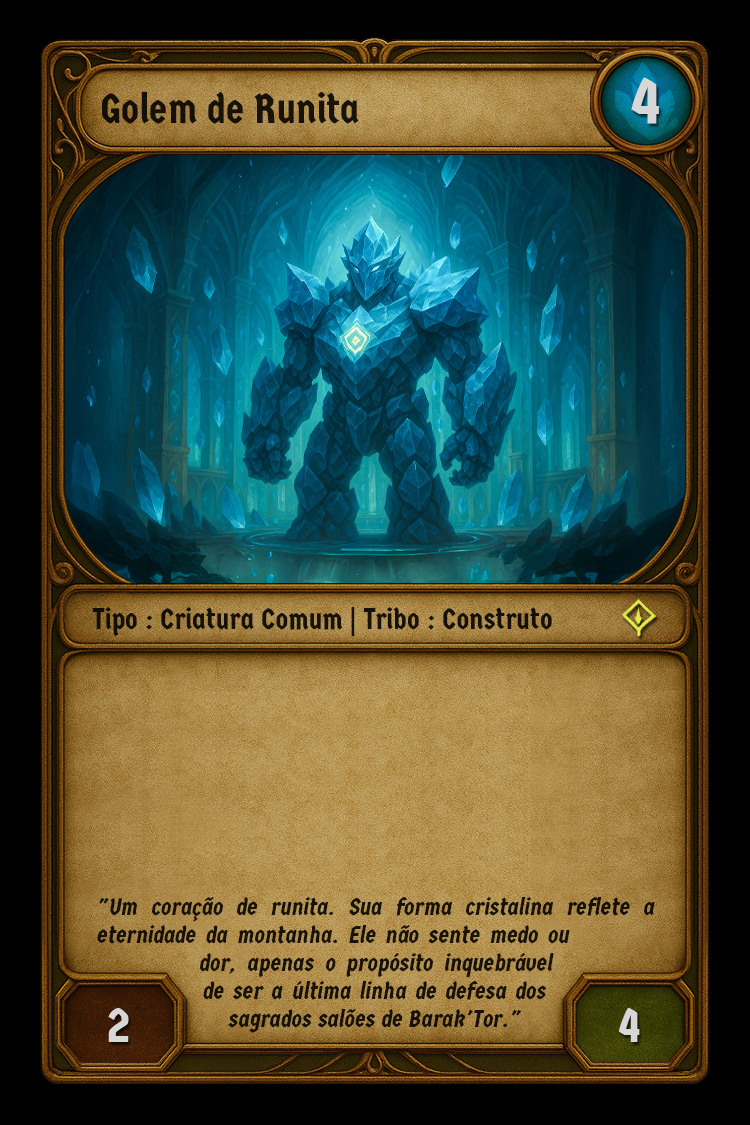 Golem de Runita
4
Tipo : Criatura Comum | Tribo : Construto
"Um coração de runita. Sua forma cristalina reflete a
eternidade da montanha. Ele não sente medo ou
dor, apenas o propósito inquebrável
de ser a última linha de defesa dos
sagrados salões de Barak'Tor."
2
4